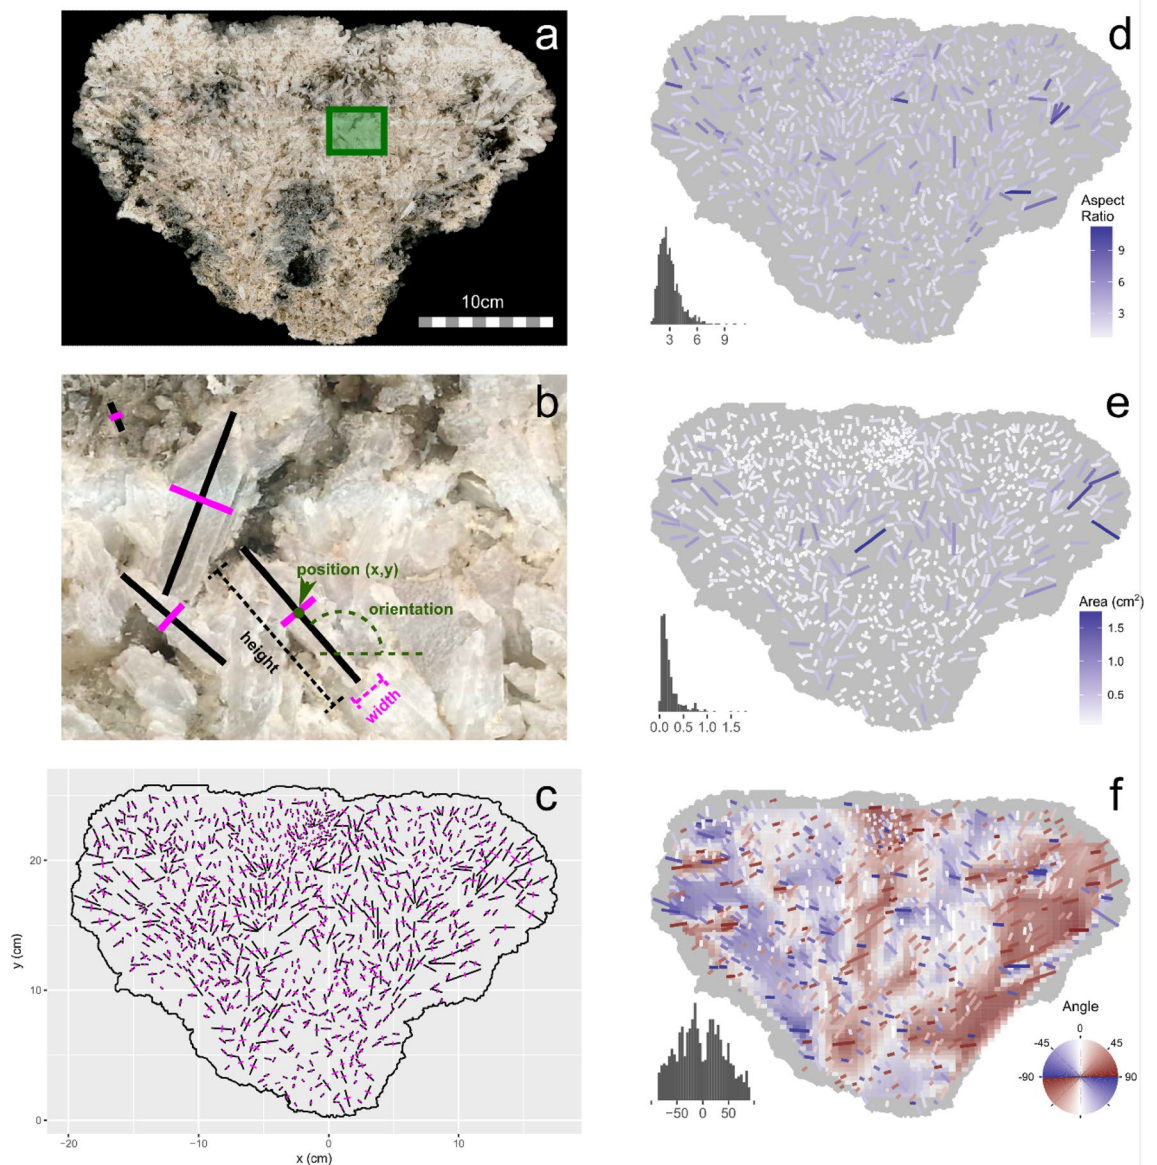 a
10cm
b
position (x,y)
orientation
height
width
c
20
10
0
y (cm)
−20
−10
0
10
x (cm)
d
Aspect
Ratio
9
6
3
3
6
9
e
Area (cm²)
1.5
1.0
0.5
0.0
0.5
1.0
1.5
f
Angle
0
-45
45
-90
90
−50
0
50